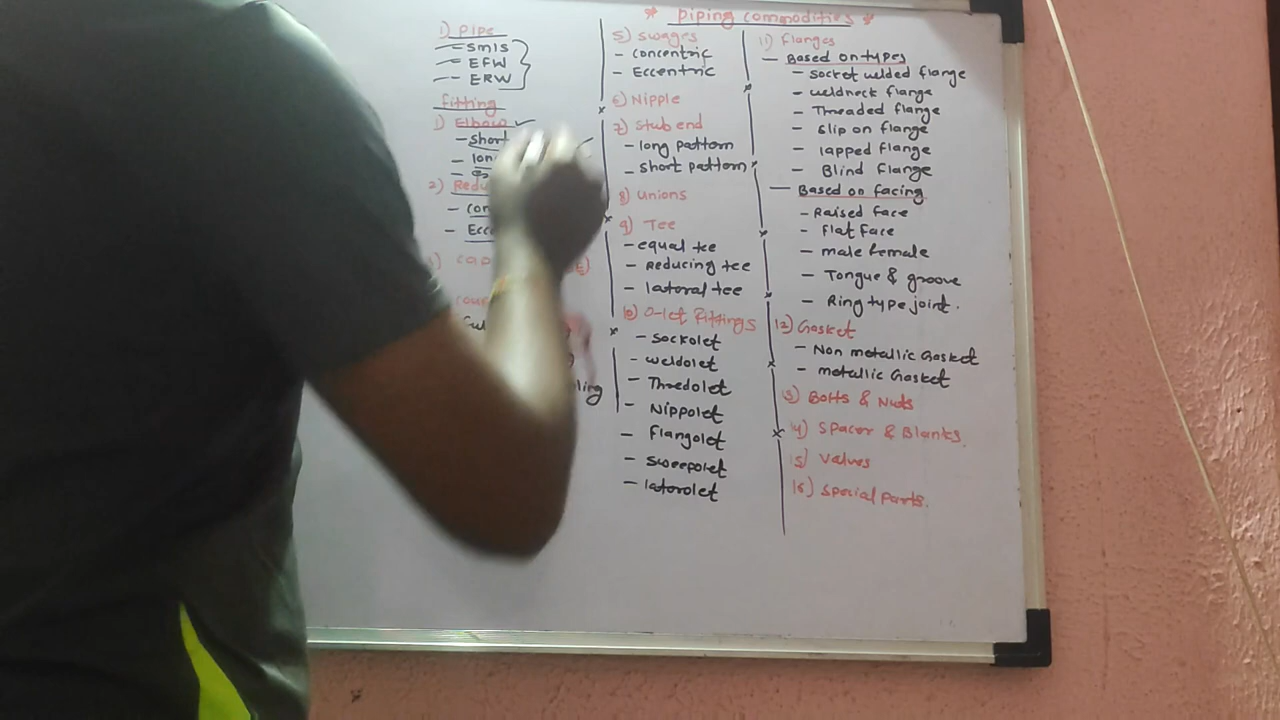 * Piping commodities *
1) Pipe
- smls
- EFW
- ERW
fitting
1) Elbow
- short
2)
5) swages
- concentric
- Eccentric
6) Nipple
7) stub end
- long pattern
- short pattern
8) unions
9) Tee
- equal tee
- Reducing tee
- lateral tee
10) O-let fittings
- Sockolet
- weldolet
- Thredolet
- Nippolet
- flangolet
- sweepolet
- laterolet
11) flanges
- Based on types
- socket welded flange
- weldneck flange
- Threaded flange
- slip on flange
- lapped flange
- Blind flange
- Based on facing
- Raised face
- flat face
- male female
- Tongue & groove
- Ring type joint.
12) Gasket
- Non metallic Gasket
- metallic Gasket
3) Bolts & Nuts
4) Spacer & Blanks.
15) Valves
16) Special Parts.